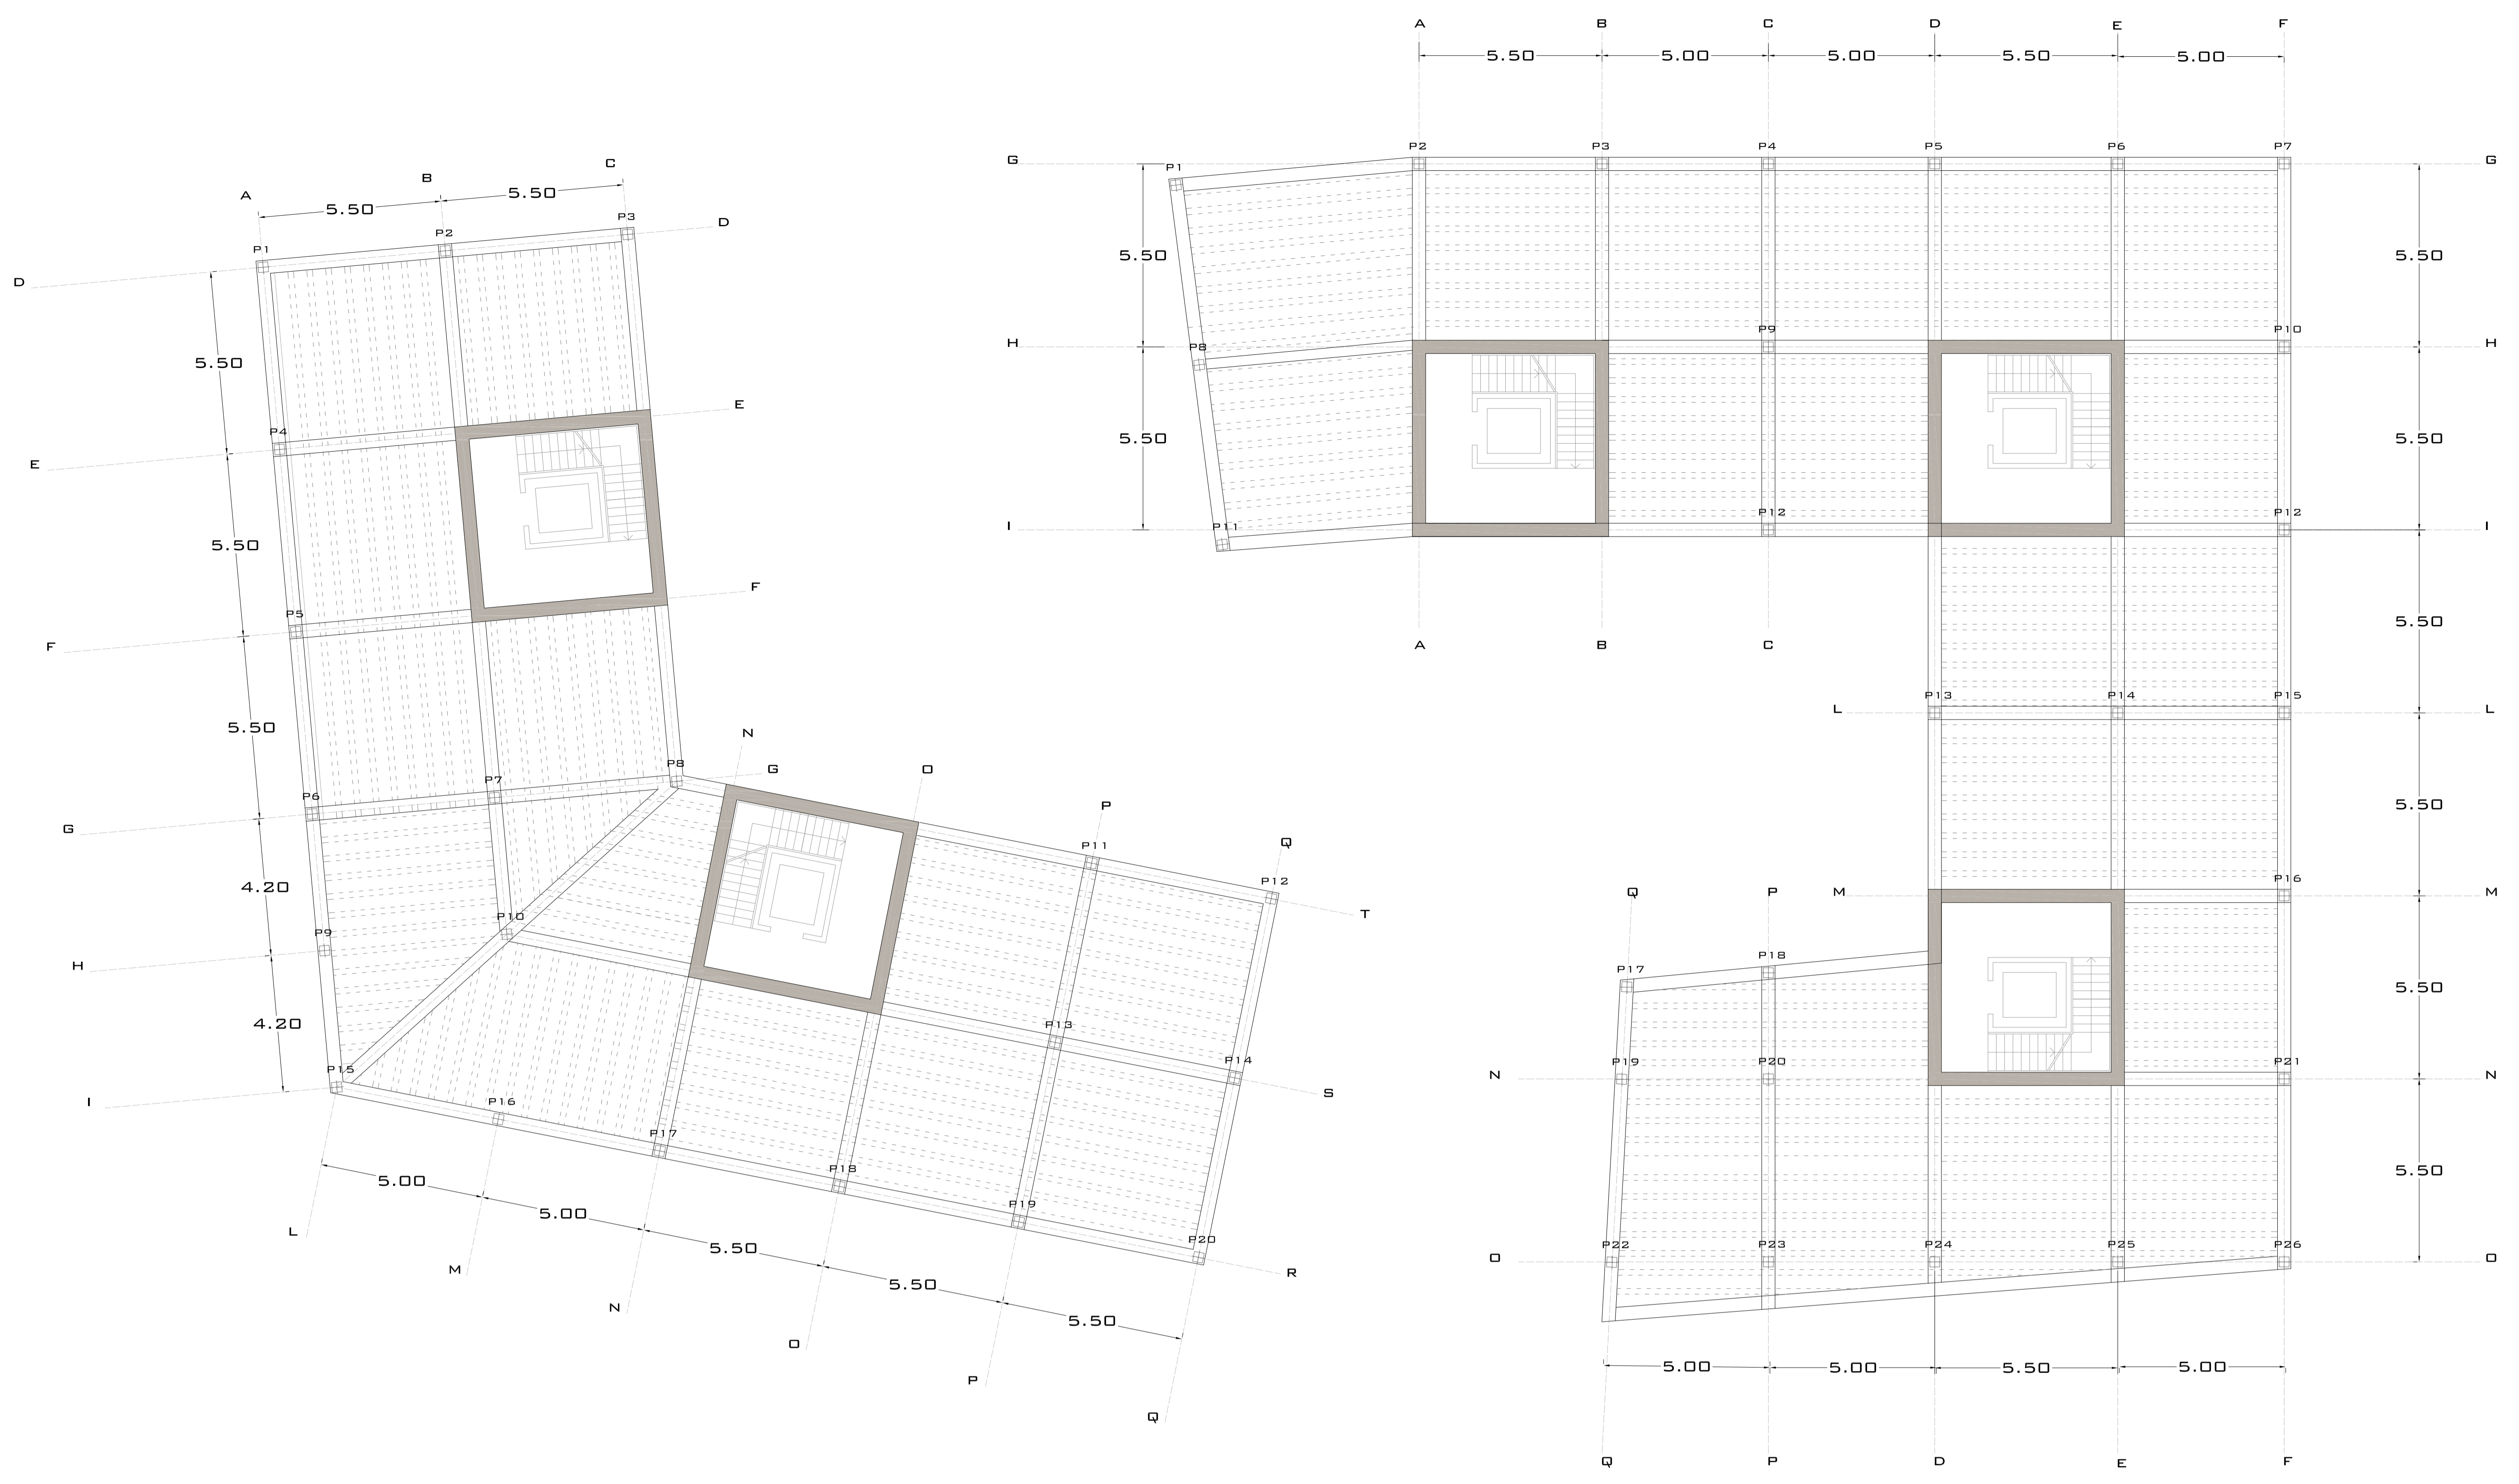 A B C D E F
5.50 5.00 5.00 5.50 5.00
P2 P3 P4 P5 P6 P7
G G
P1
5.50 5.50
P9 P10
H P8 H
5.50 5.50
P11 P12 P12
I I
5.50
A B C
P13 P14 P15
L L
5.50
P16
Q P M M
P18
P17
5.50
P19 P20 P21
N N
5.50
P22 P23 P24 P25 P26
O O
5.00 5.00 5.50 5.00
Q P D E F
A B C
5.50 5.50
P1 P2 P3
D D
5.50
P4
E E
5.50
P5
F F
5.50
N
P8 G O
P6 P7
G
P11 P P12 Q
4.20
P9 P10
H T
4.20
P13 P14
I S
P15 P16 P17 P18 P19 P20
R
5.00 5.00 5.50 5.50 5.50
L M N O P Q